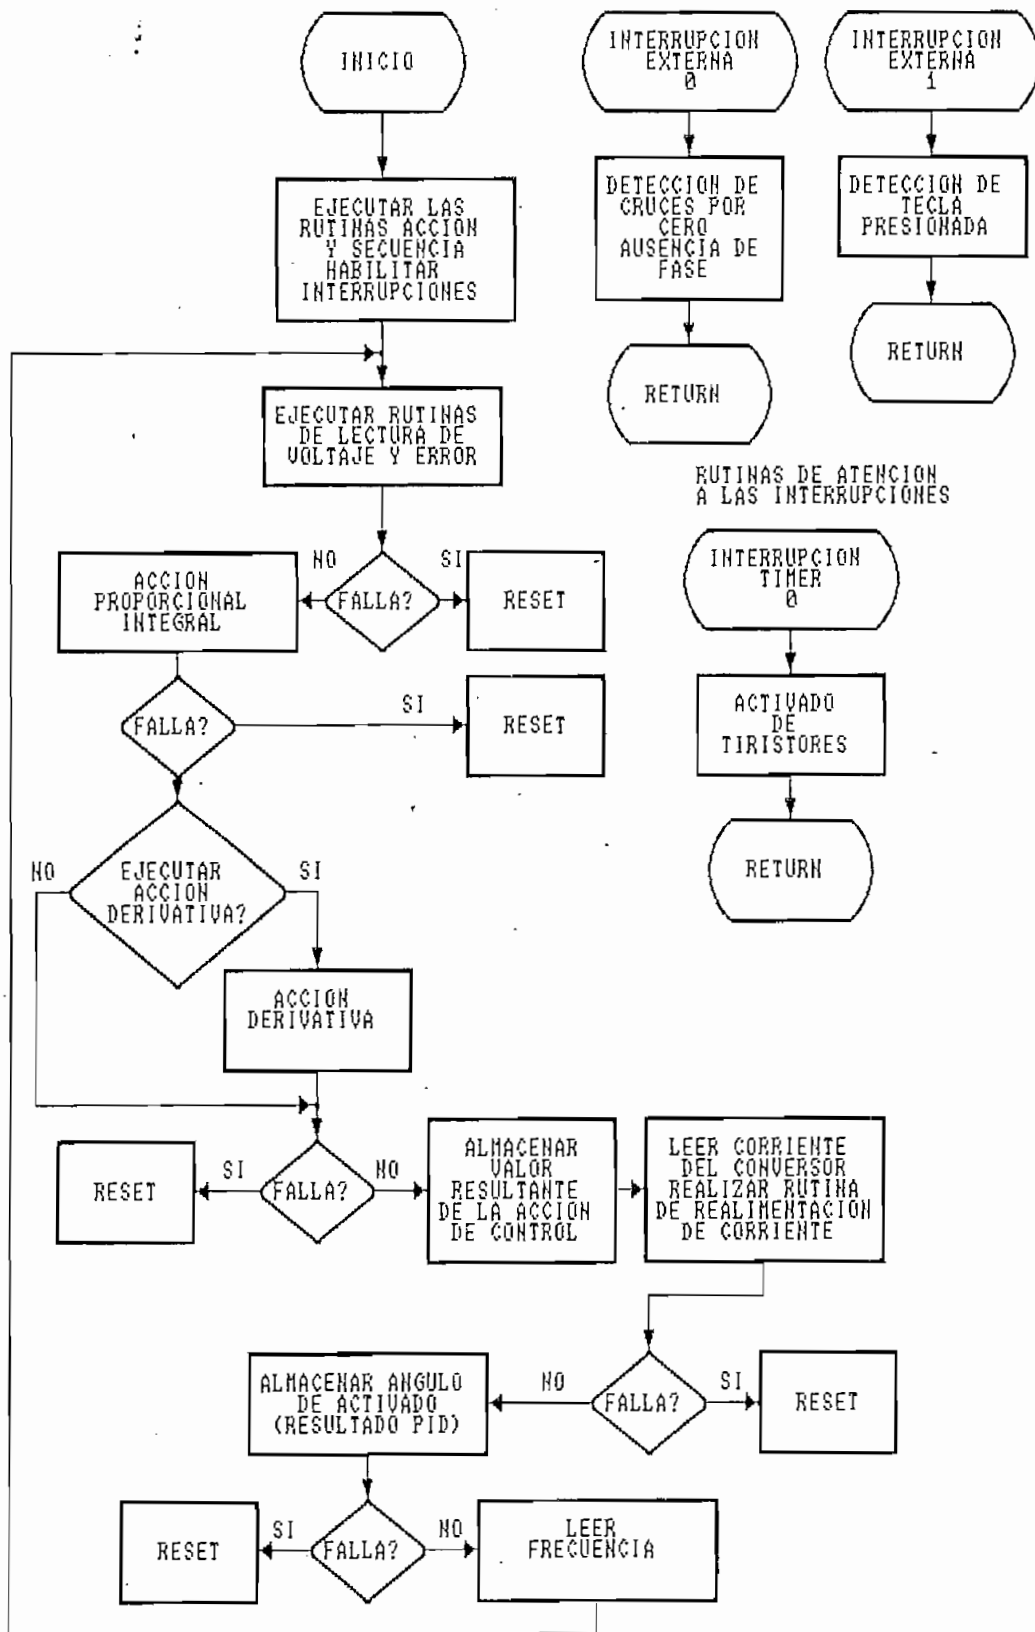 INICIO
INTERRUPCION
EXTERNA
0
INTERRUPCION
EXTERNA
1
EJECUTAR LAS
RUTINAS ACCION
Y SECUENCIA
HABILITAR
INTERRUPCIONES
DETECCION DE
CRUCES POR
CERO
AUSENCIA DE
FASE
DETECCION DE
TECLA
PRESIONADA
RETURN
RETURN
EJECUTAR RUTINAS
DE LECTURA DE
VOLTAJE Y ERROR
RUTINAS DE ATENCION
A LAS INTERRUPCIONES
INTERRUPCION
TIMER
0
ACTIVADO
DE
TIRISTORES
RETURN
ACCION
PROPORCIONAL
INTEGRAL
NO
FALLA?
SI
RESET
FALLA?
SI
RESET
NO
EJECUTAR
ACCION
DERIVATIVA?
SI
ACCION
DERIVATIVA
RESET
SI
FALLA?
NO
ALMACENAR
VALOR
RESULTANTE
DE LA ACCION
DE CONTROL
LEER CORRIENTE
DEL CONVERSOR
REALIZAR RUTINA
DE REALIMENTACION
DE CORRIENTE
ALMACENAR ANGULO
DE ACTIVADO
(RESULTADO PID)
NO
FALLA?
SI
RESET
RESET
SI
FALLA?
NO
LEER
FRECUENCIA